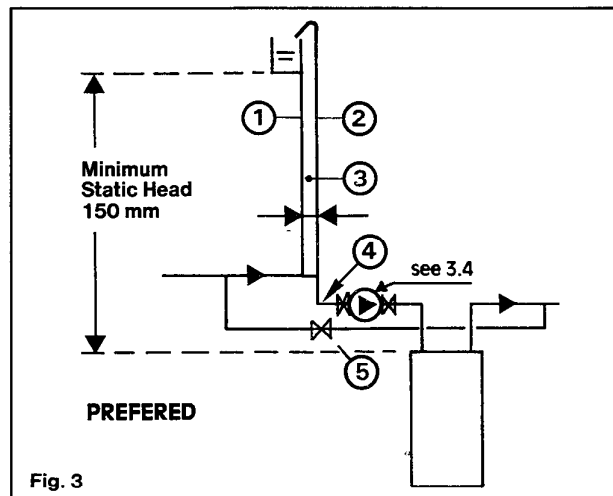 1
2
Minimum
Static Head
150 mm
3
4
see 3.4
5
PREFERED
Fig. 3